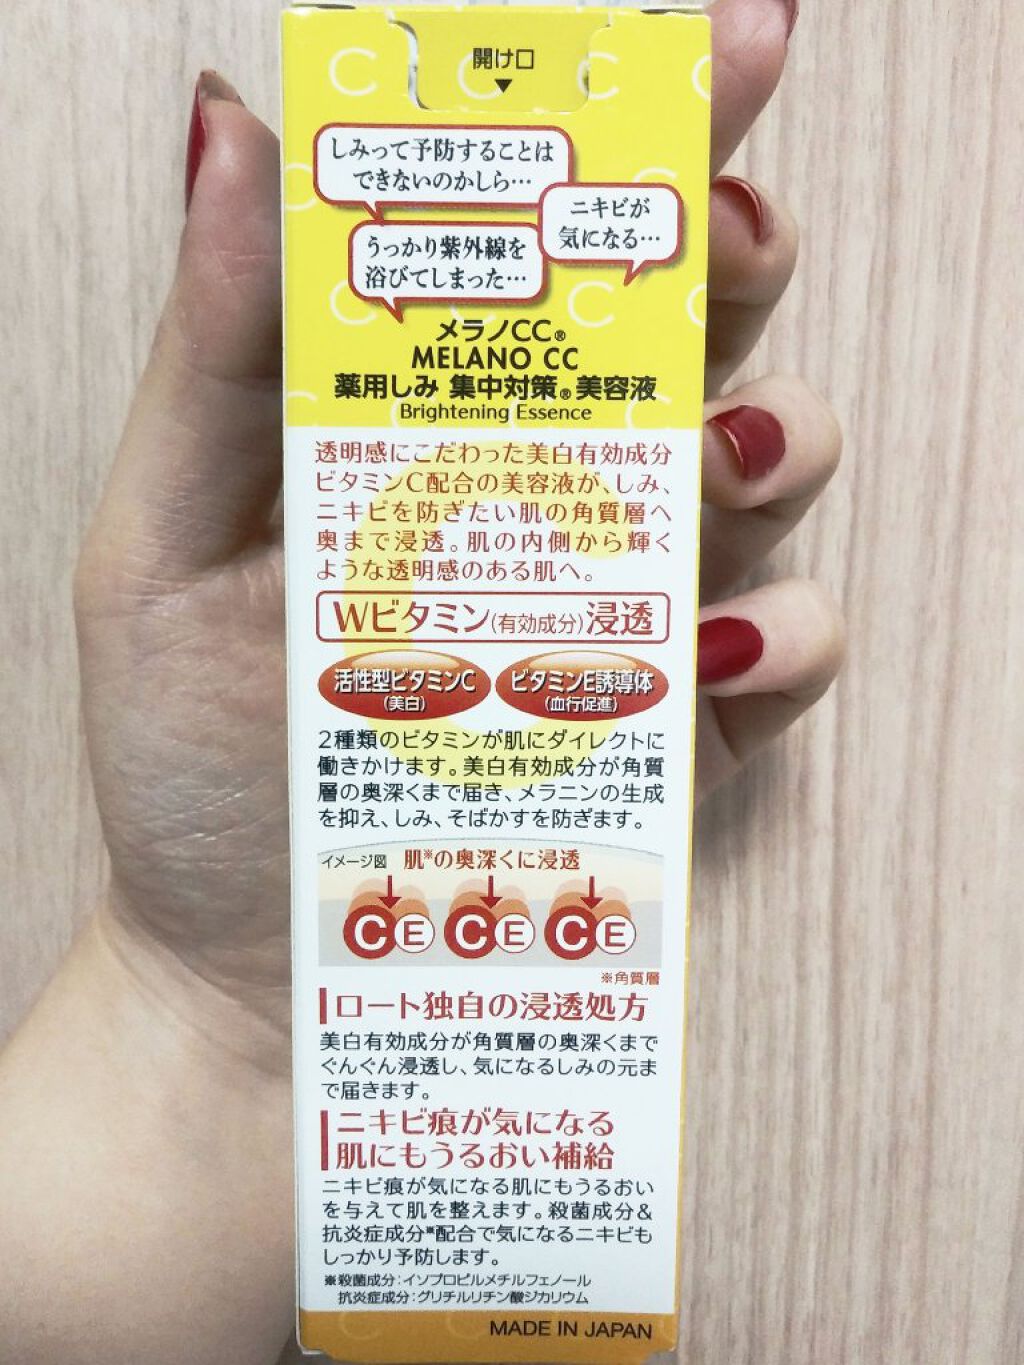 開け口
▼
しみって予防することは
できないのかしら…
ニキビが
気になる…
うっかり紫外線を
浴びてしまった…
メラノCC®
MELANO CC
薬用しみ 集中対策®美容液
Brightening Essence
透明感にこだわった美白有効成分
ビタミンC配合の美容液が、しみ、
ニキビを防ぎたい肌の角質層へ
奥まで浸透。肌の内側から輝く
ような透明感のある肌へ。
Wビタミン(有効成分)浸透
活性型ビタミンC
(美白)
ビタミンE誘導体
(血行促進)
2種類のビタミンが肌にダイレクトに
働きかけます。美白有効成分が角質
層の奥深くまで届き、メラニンの生成
を抑え、しみ、そばかすを防ぎます。
イメージ図 肌※の奥深くに浸透
C E C E C E
※角質層
ロート独自の浸透処方
美白有効成分が角質層の奥深くまで
ぐんぐん浸透し、気になるしみの元ま
で届きます。
ニキビ痕が気になる
肌にもうるおい補給
ニキビ痕が気になる肌にもうるおい
を与えて肌を整えます。殺菌成分&
抗炎症成分※配合で気になるニキビも
しっかり予防します。
※殺菌成分:イソプロピルメチルフェノール
抗炎症成分:グリチルリチン酸ジカリウム
MADE IN JAPAN